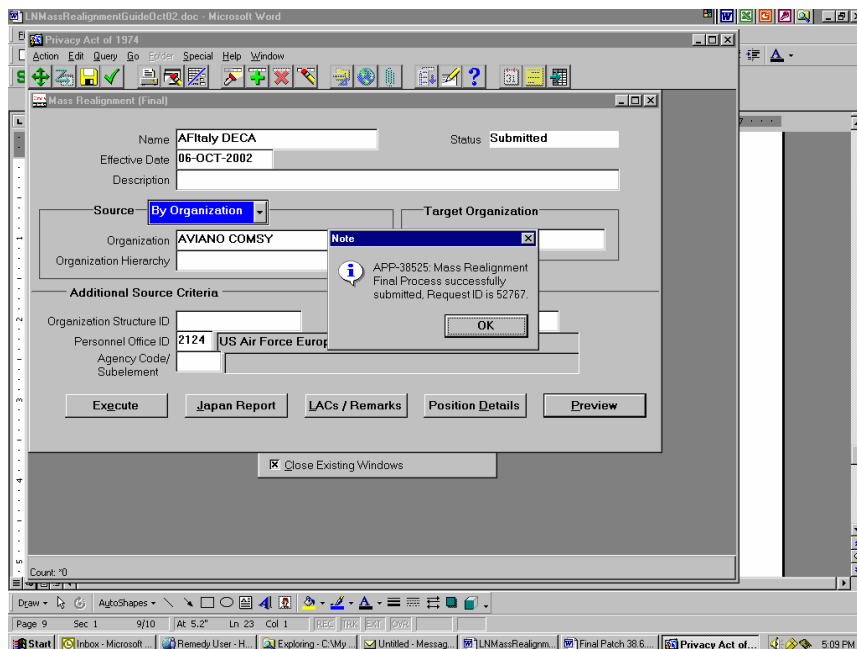 LNMassRealignmentGuideOct02.doc - Microsoft Word
Privacy Act of 1974
Action Edit Query Go Folder Special Help Window
Mass Realignment (Final)
Name AFItaly DECA Status Submitted
Effective Date 06-OCT-2002
Description
Source By Organization Target Organization
Organization AVIANO COMSY
Organization Hierarchy
Note
APP-38525: Mass Realignment
Final Process successfully
submitted, Request ID is 52767.
OK
Additional Source Criteria
Organization Structure ID
Personnel Office ID 2124 US Air Force Europ
Agency Code/
Subelement
Execute Japan Report LACs / Remarks Position Details Preview
Close Existing Windows
Count: *0
Draw AutoShapes
Page 9 Sec 1 9/10 At 5.2" Ln 23 Col 1 REC TRK EXT OVR
Start Inbox - Microsoft ... Remedy User - H... Exploring - C:\My ... Untitled - Messag... LNMassRealignm... Final Patch 38.6.... Privacy Act of... 5:09 PM